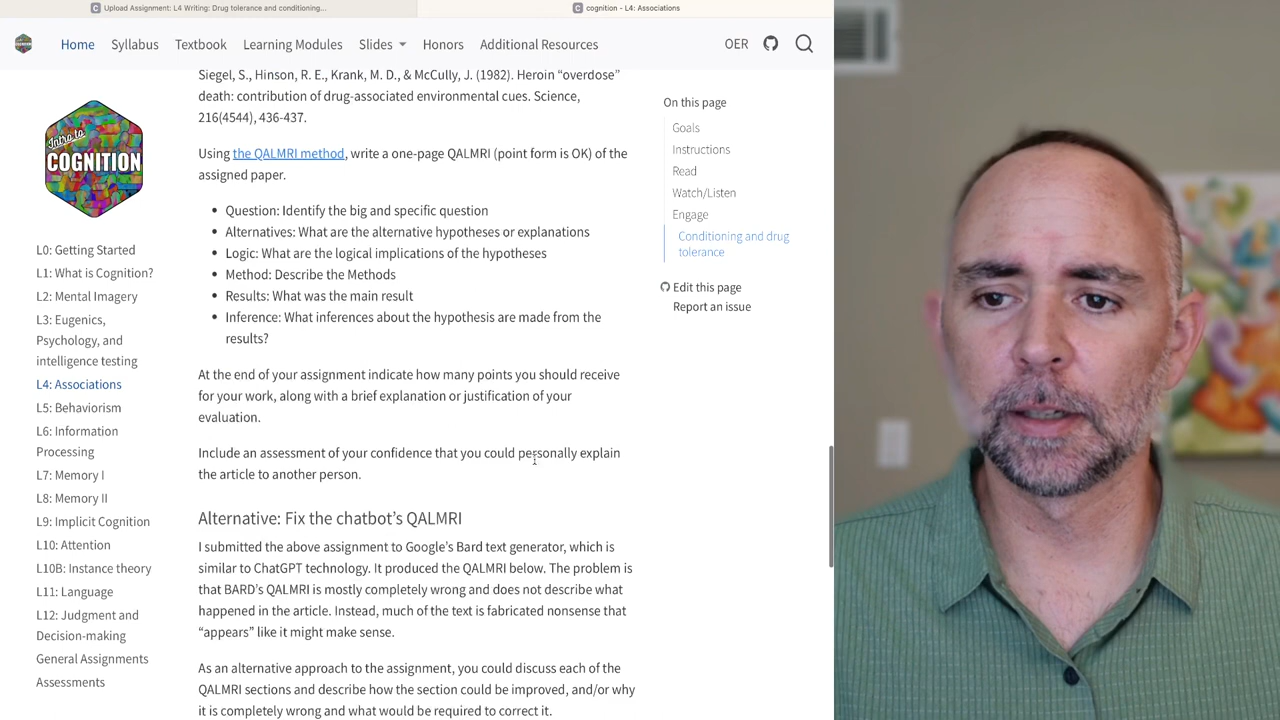 Upload Assignment: L4 Writing: Drug tolerance and conditioning...
cognition - L4: Associations
Home Syllabus Textbook Learning Modules Slides Honors Additional Resources OER
Intro to
COGNITION
L0: Getting Started
L1: What is Cognition?
L2: Mental Imagery
L3: Eugenics,
Psychology, and
intelligence testing
L4: Associations
L5: Behaviorism
L6: Information
Processing
L7: Memory I
L8: Memory II
L9: Implicit Cognition
L10: Attention
L10B: Instance theory
L11: Language
L12: Judgment and
Decision-making
General Assignments
Assessments
Siegel, S., Hinson, R. E., Krank, M. D., & McCully, J. (1982). Heroin “overdose”
death: contribution of drug-associated environmental cues. Science,
216(4544), 436-437.
Using the QALMRI method, write a one-page QALMRI (point form is OK) of the
assigned paper.
• Question: Identify the big and specific question
• Alternatives: What are the alternative hypotheses or explanations
• Logic: What are the logical implications of the hypotheses
• Method: Describe the Methods
• Results: What was the main result
• Inference: What inferences about the hypothesis are made from the
results?
At the end of your assignment indicate how many points you should receive
for your work, along with a brief explanation or justification of your
evaluation.
Include an assessment of your confidence that you could personally explain
the article to another person.
Alternative: Fix the chatbot’s QALMRI
I submitted the above assignment to Google’s Bard text generator, which is
similar to ChatGPT technology. It produced the QALMRI below. The problem is
that BARD’s QALMRI is mostly completely wrong and does not describe what
happened in the article. Instead, much of the text is fabricated nonsense that
“appears” like it might make sense.
As an alternative approach to the assignment, you could discuss each of the
QALMRI sections and describe how the section could be improved, and/or why
it is completely wrong and what would be required to correct it.
On this page
Goals
Instructions
Read
Watch/Listen
Engage
Conditioning and drug
tolerance
Edit this page
Report an issue